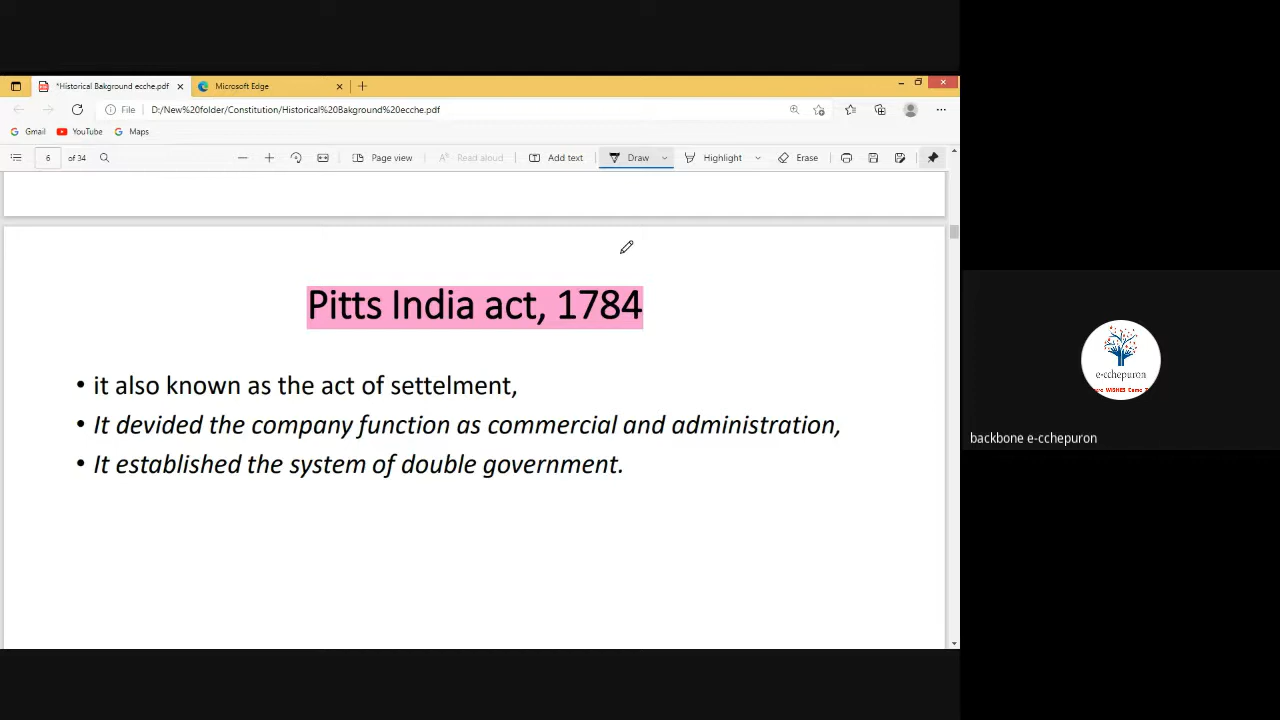 *Historical Bakground ecche.pdf
Microsoft Edge
File D:/New%20folder/Constitution/Historical%20Bakground%20ecche.pdf
Gmail YouTube Maps
6 of 34 Page view Read aloud Add text Draw Highlight Erase
Pitts India act, 1784
• it also known as the act of settelment,
• It devided the company function as commercial and administration,
• It established the system of double government.
e-cchepuron
WISHES Come
backbone e-cchepuron